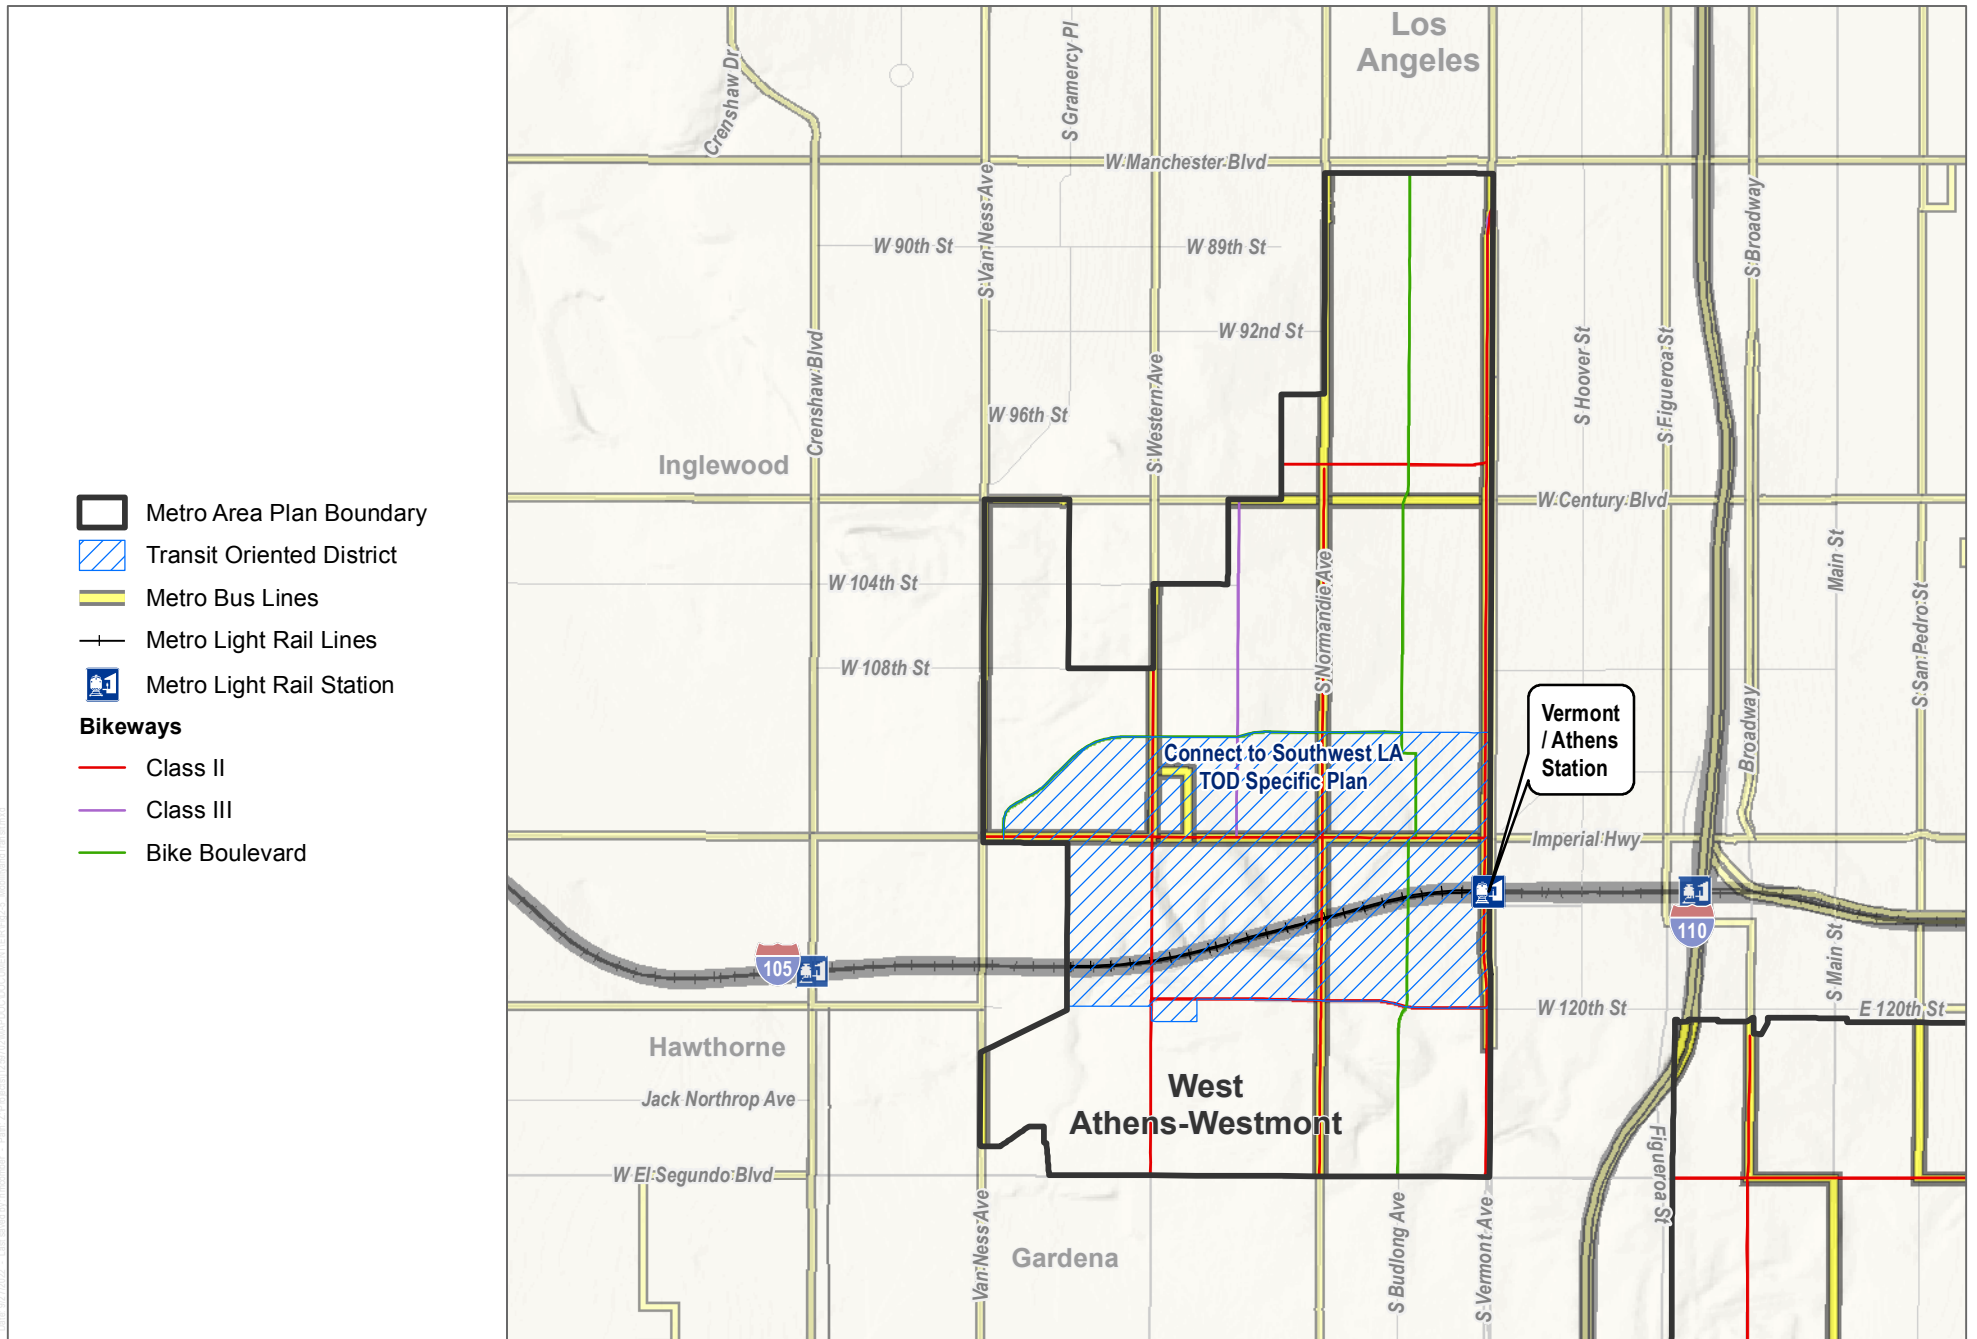 Metro Area Plan Boundary
Transit Oriented District
Metro Bus Lines
Metro Light Rail Lines
Metro Light Rail Station
Bikeways
Class II
Class III
Bike Boulevard
Los
Angeles
Crenshaw Dr
S Gramercy Pl
W Manchester Blvd
S Van Ness Ave
W 90th St
W 89th St
S Broadway
W 92nd St
Crenshaw Blvd
S Western Ave
S Hoover St
S Figueroa St
W 96th St
Inglewood
W Century Blvd
Main St
W 104th St
S Normandie Ave
S San Pedro St
W 108th St
Vermont
/ Athens
Station
Broadway
Connect to Southwest LA
TOD Specific Plan
Imperial Hwy
110
105
S Main St
W 120th St
E 120th St
Hawthorne
West
Athens-Westmont
Jack Northrop Ave
Figueroa St
W El Segundo Blvd
Van Ness Ave
S Budlong Ave
S Vermont Ave
Gardena